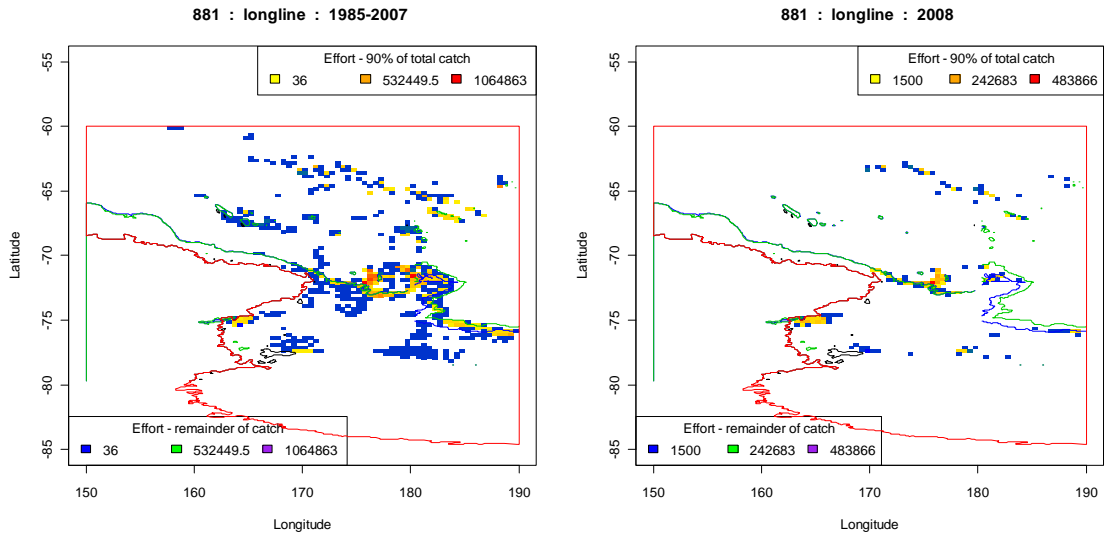 881 : longline : 1985-2007
Effort - 90% of total catch
36 532449.5 1064863
-55
-60
-65
-70
-75
-80
-85
Latitude
Effort - remainder of catch
36 532449.5 1064863
150 160 170 180 190
Longitude
881 : longline : 2008
Effort - 90% of total catch
1500 242683 483866
-55
-60
-65
-70
-75
-80
-85
Latitude
Effort - remainder of catch
1500 242683 483866
150 160 170 180 190
Longitude